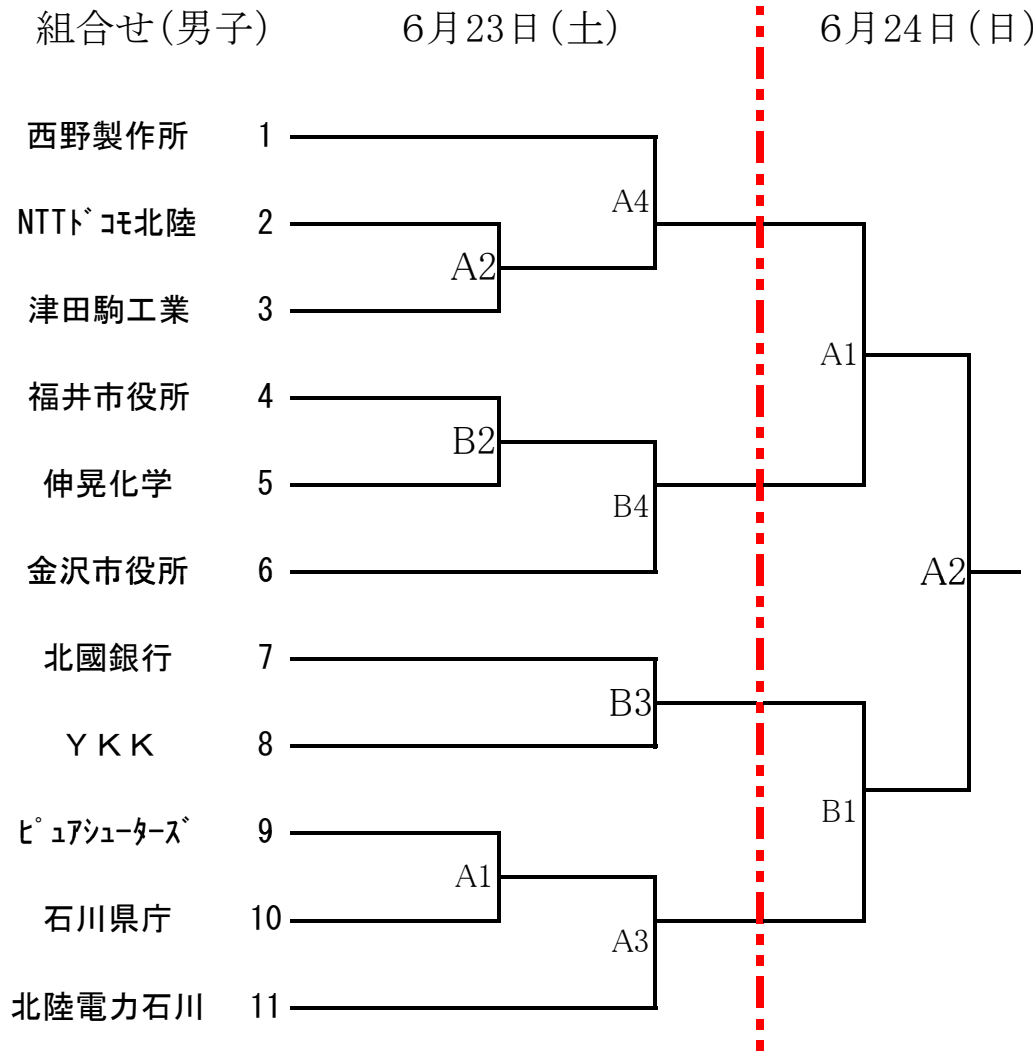 組合せ(男子) 6月23日(土) 6月24日(日)
西野製作所 1
A4
NTTﾄﾞｺﾓ北陸 2
A2
津田駒工業 3
A1
福井市役所 4
B2
伸晃化学 5
B4
金沢市役所 6
A2
北國銀行 7
B3
ＹＫＫ 8
B1
ﾋﾟｭｱｼｭｰﾀｰｽﾞ 9
A1
石川県庁 10
A3
北陸電力石川 11